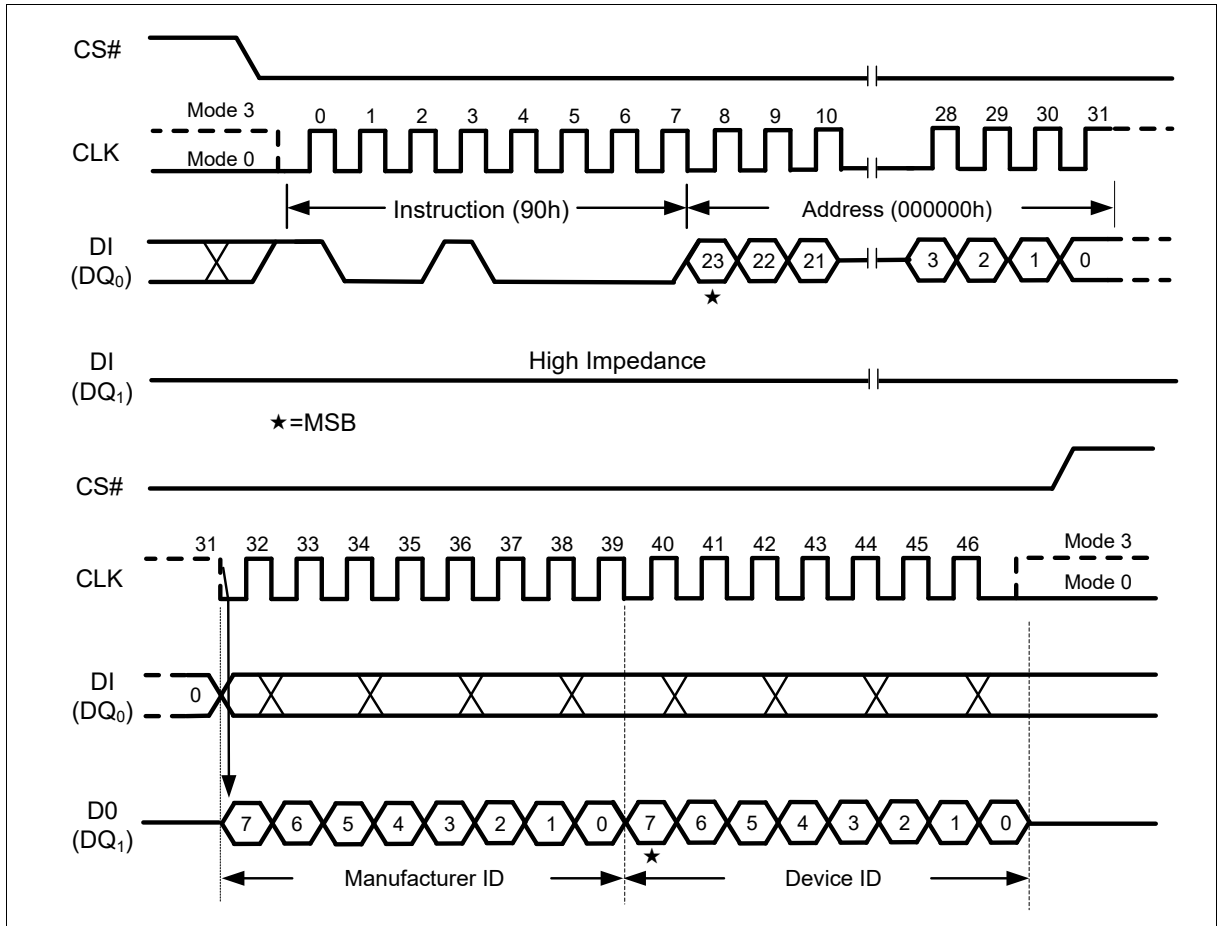 CS#
Mode 3
CLK
Mode 0
0 1 2 3 4 5 6 7 8 9 10 28 29 30 31
Instruction (90h)
Address (000000h)
DI
(DQ₀)
23 22 21 3 2 1 0
★
DI
(DQ₁)
High Impedance
★=MSB
CS#
31 32 33 34 35 36 37 38 39 40 41 42 43 44 45 46
Mode 3
CLK
Mode 0
DI
(DQ₀)
0
D0
(DQ₁)
7 6 5 4 3 2 1 0 7 6 5 4 3 2 1 0
★
Manufacturer ID
Device ID